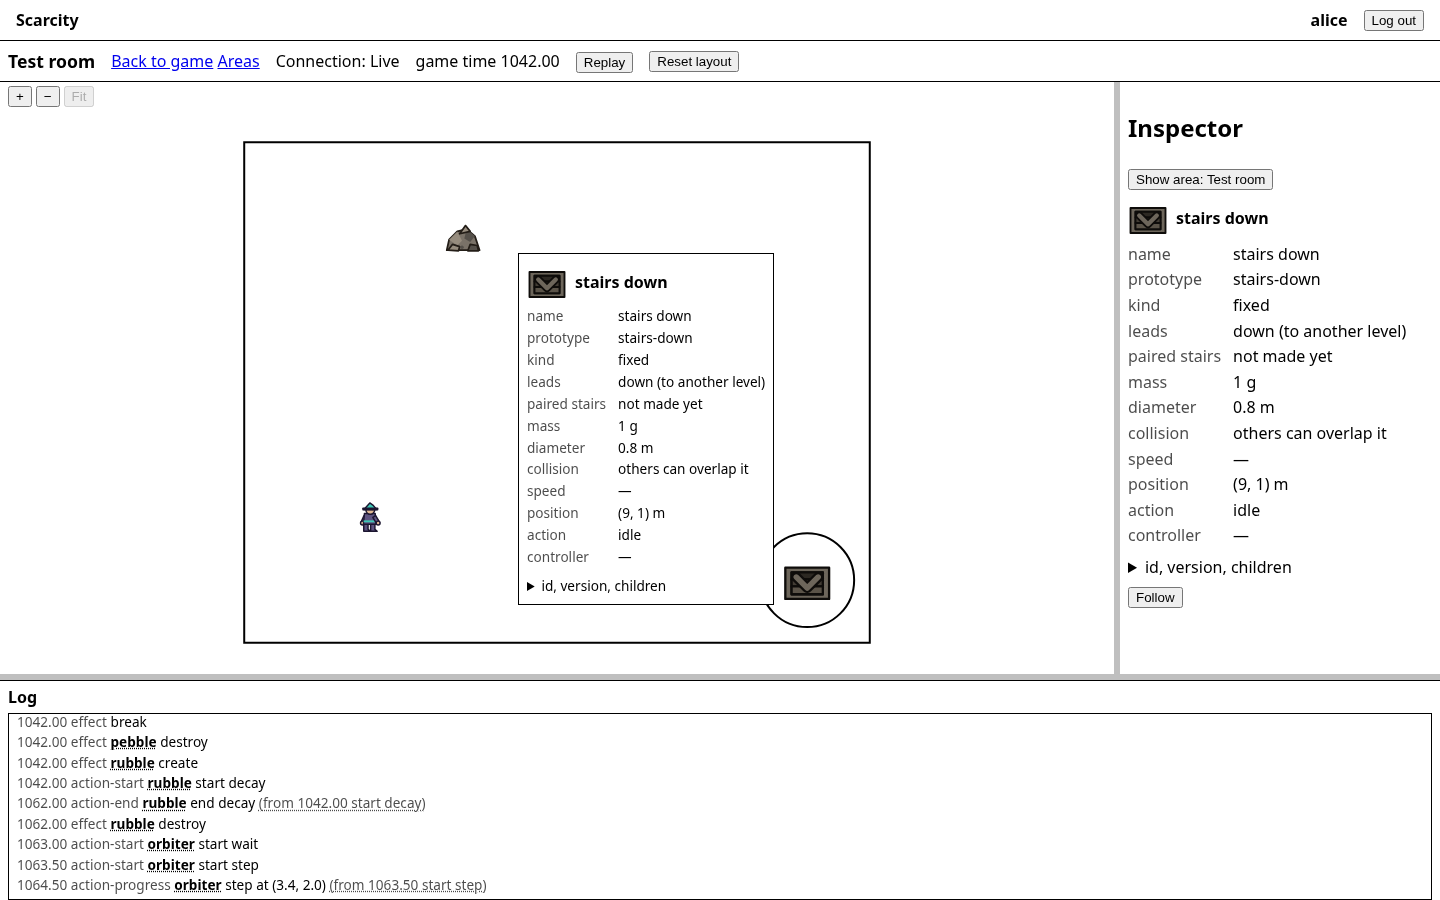 Scarcity
alice
Log out
Test room
Back to game
Areas
Connection: Live
game time 1042.00
Replay
Reset layout
+
−
Fit
stairs down
name stairs down
prototype stairs-down
kind fixed
leads down (to another level)
paired stairs not made yet
mass 1 g
diameter 0.8 m
collision others can overlap it
speed —
position (9, 1) m
action idle
controller —
▶ id, version, children
Inspector
Show area: Test room
stairs down
name stairs down
prototype stairs-down
kind fixed
leads down (to another level)
paired stairs not made yet
mass 1 g
diameter 0.8 m
collision others can overlap it
speed —
position (9, 1) m
action idle
controller —
▶ id, version, children
Follow
Log
1042.00 effect break
1042.00 effect pebble destroy
1042.00 effect rubble create
1042.00 action-start rubble start decay
1062.00 action-end rubble end decay (from 1042.00 start decay)
1062.00 effect rubble destroy
1063.00 action-start orbiter start wait
1063.50 action-start orbiter start step
1064.50 action-progress orbiter step at (3.4, 2.0) (from 1063.50 start step)